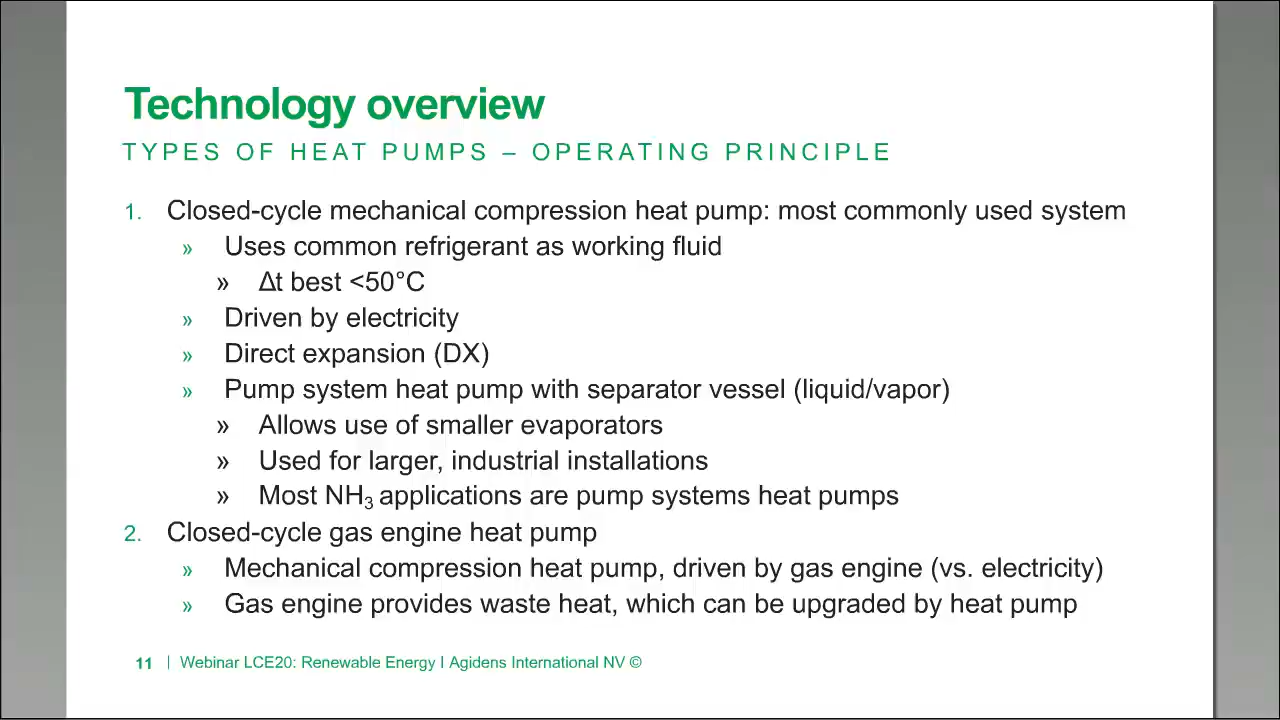 Technology overview
TYPES OF HEAT PUMPS – OPERATING PRINCIPLE
1. Closed-cycle mechanical compression heat pump: most commonly used system
» Uses common refrigerant as working fluid
» Δt best <50°C
» Driven by electricity
» Direct expansion (DX)
» Pump system heat pump with separator vessel (liquid/vapor)
» Allows use of smaller evaporators
» Used for larger, industrial installations
» Most NH₃ applications are pump systems heat pumps
2. Closed-cycle gas engine heat pump
» Mechanical compression heat pump, driven by gas engine (vs. electricity)
» Gas engine provides waste heat, which can be upgraded by heat pump
11 | Webinar LCE20: Renewable Energy I Agidens International NV ©